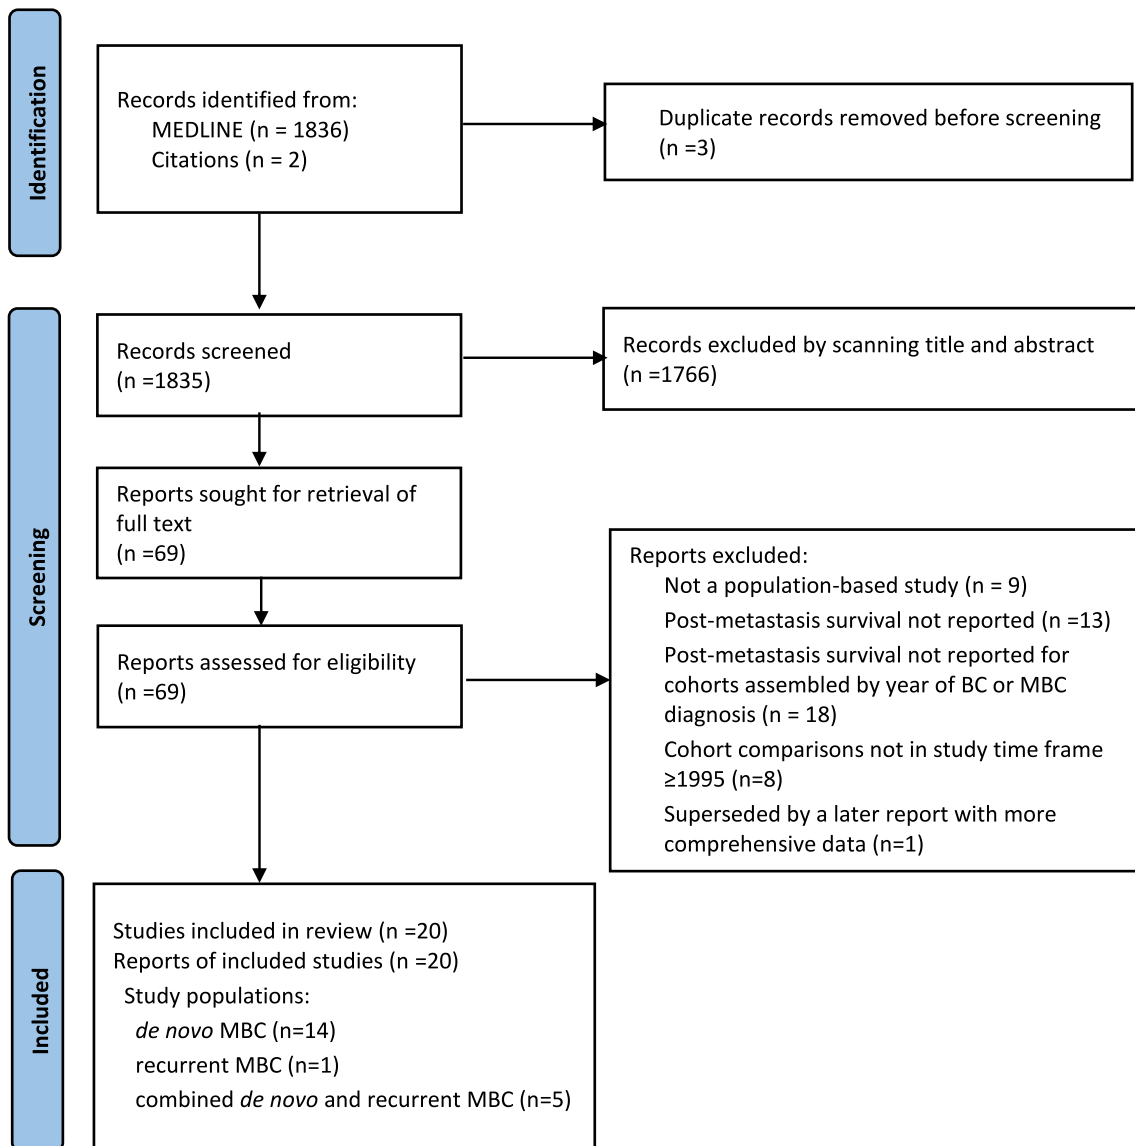 Identification
Records identified from:
MEDLINE (n = 1836)
Citations (n = 2)
Duplicate records removed before screening
(n =3)
Screening
Records screened
(n =1835)
Records excluded by scanning title and abstract
(n =1766)
Reports sought for retrieval of
full text
(n =69)
Reports assessed for eligibility
(n =69)
Reports excluded:
Not a population-based study (n = 9)
Post-metastasis survival not reported (n =13)
Post-metastasis survival not reported for
cohorts assembled by year of BC or MBC
diagnosis (n = 18)
Cohort comparisons not in study time frame
≥1995 (n=8)
Superseded by a later report with more
comprehensive data (n=1)
Included
Studies included in review (n =20)
Reports of included studies (n =20)
Study populations:
de novo MBC (n=14)
recurrent MBC (n=1)
combined de novo and recurrent MBC (n=5)